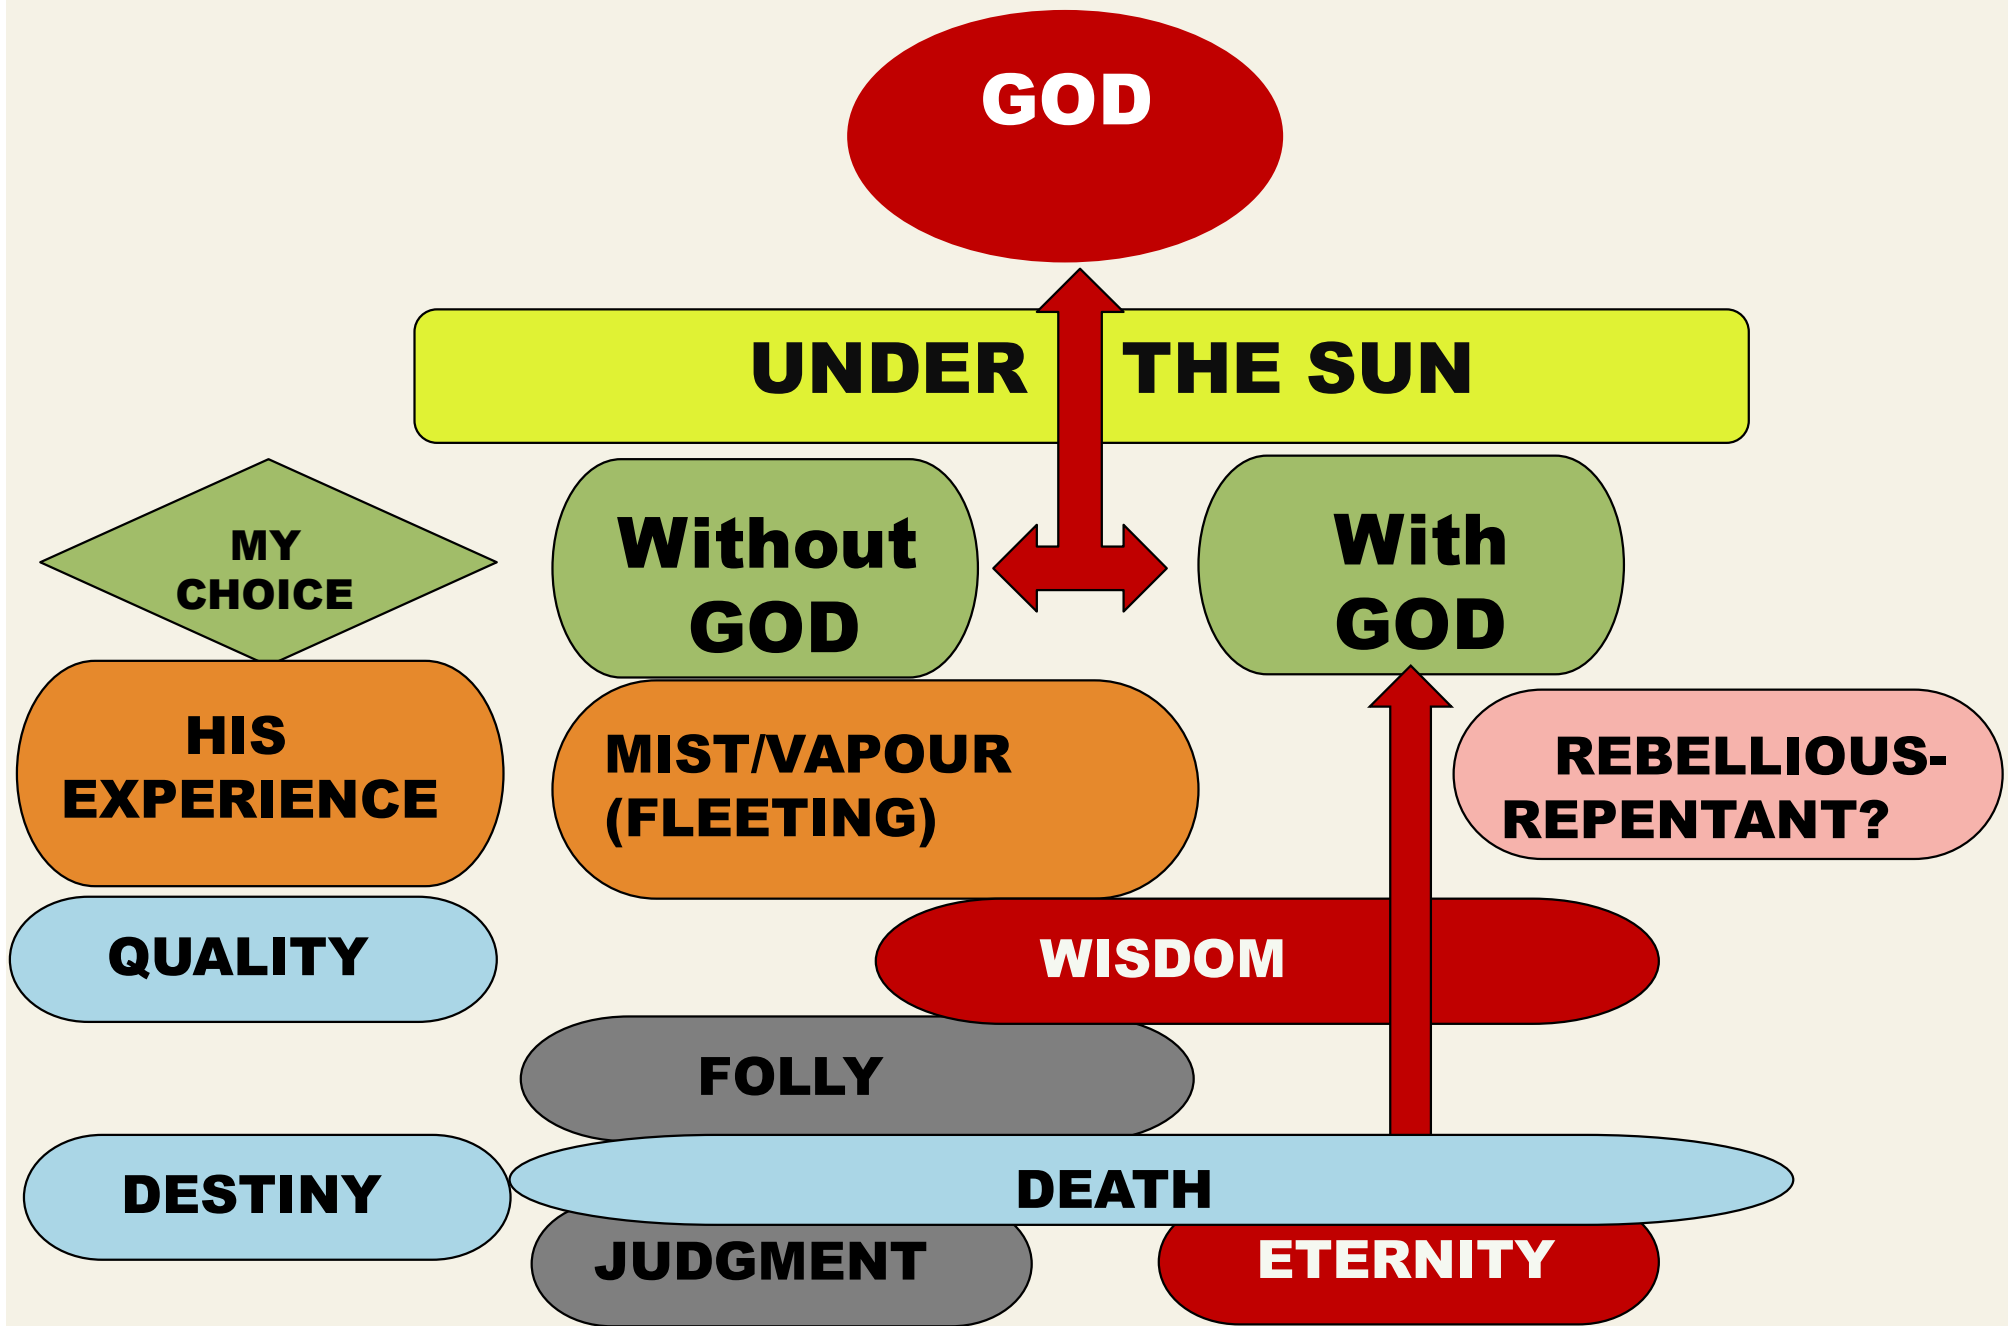 GOD
UNDER THE SUN
MY
CHOICE
Without
GOD
With
GOD
HIS
EXPERIENCE
MIST/VAPOUR
(FLEETING)
REBELLIOUS-
REPENTANT?
QUALITY
WISDOM
FOLLY
DESTINY
DEATH
JUDGMENT
ETERNITY